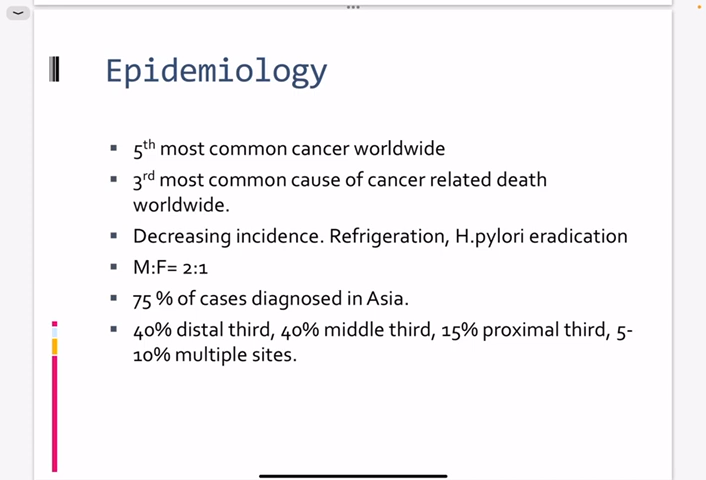 Epidemiology
5th most common cancer worldwide
3rd most common cause of cancer related death
worldwide.
Decreasing incidence. Refrigeration, H.pylori eradication
M:F= 2:1
75 % of cases diagnosed in Asia.
40% distal third, 40% middle third, 15% proximal third, 5-
10% multiple sites.